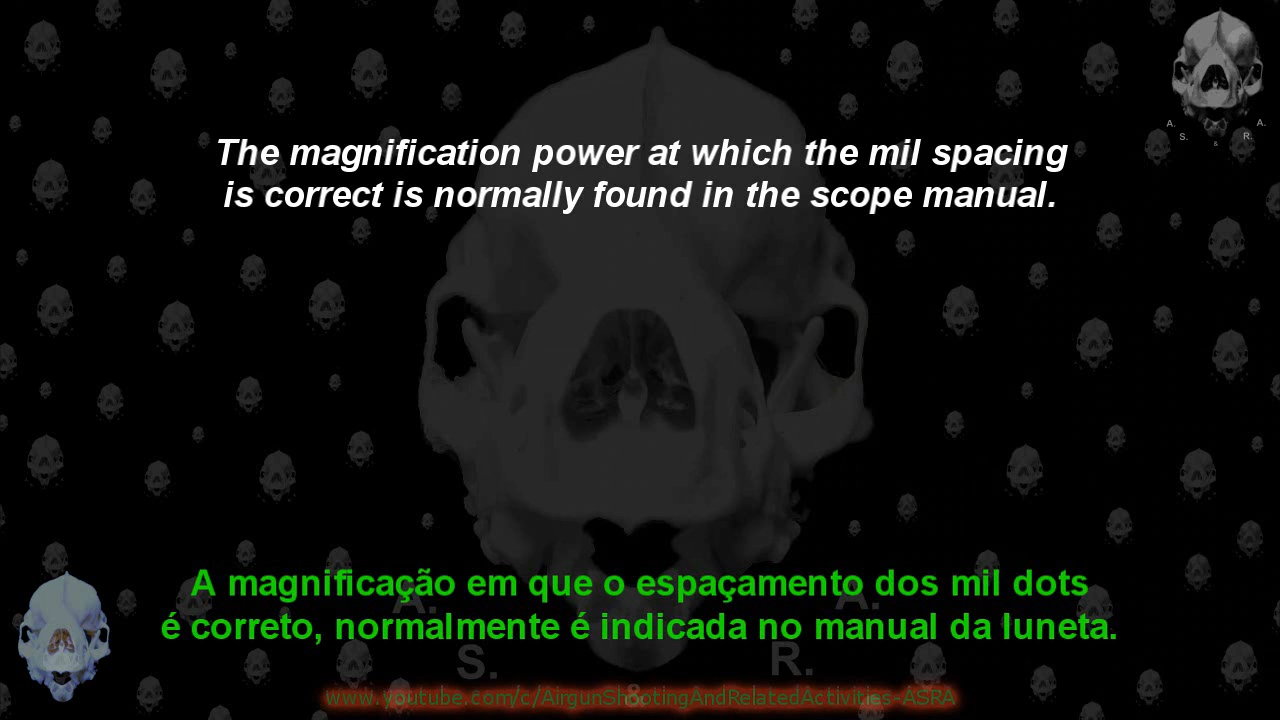 A. A.
S. R.
&
The magnification power at which the mil spacing
is correct is normally found in the scope manual.
A magnificação em que o espaçamento dos mil dots
é correto, normalmente é indicada no manual da luneta.
A. A.
S. R.
&
www.youtube.com/c/AirgunShootingAndRelatedActivities-ASRA